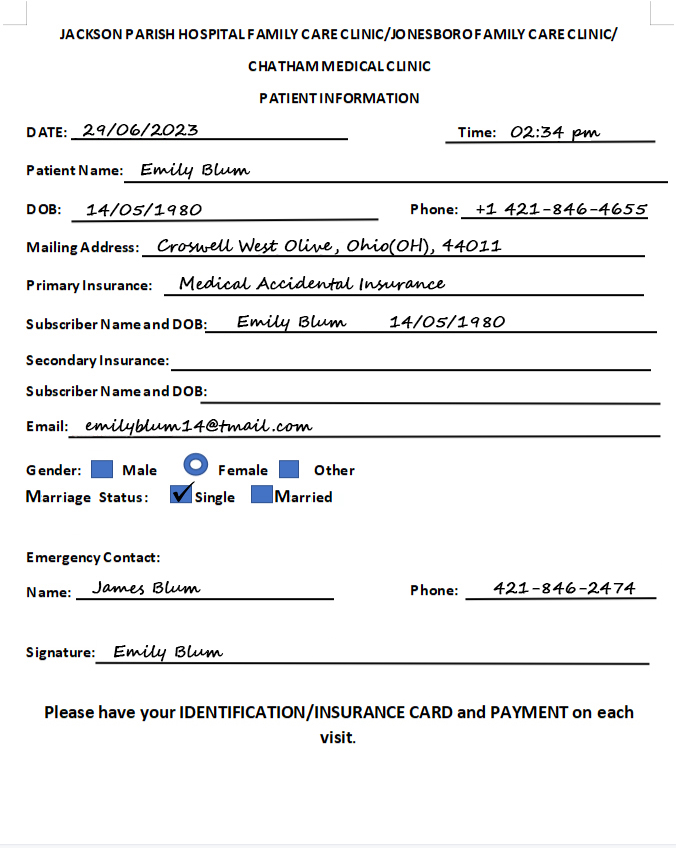 JACKSON PARISH HOSPITAL FAMILY CARE CLINIC/JONESBORO FAMILY CARE CLINIC/
CHATHAM MEDICAL CLINIC
PATIENT INFORMATION
DATE: 29/06/2023 Time: 02:34 pm
Patient Name: Emily Blum
DOB: 14/05/1980 Phone: +1 421-846-4655
Mailing Address: Croswell West Olive, Ohio(OH), 44011
Primary Insurance: Medical Accidental Insurance
Subscriber Name and DOB: Emily Blum 14/05/1980
Secondary Insurance:
Subscriber Name and DOB:
Email: emilyblum14@tmail.com
Gender: Male Female Other
Marriage Status: Single Married
Emergency Contact:
Name: James Blum Phone: 421-846-2474
Signature: Emily Blum
Please have your IDENTIFICATION/INSURANCE CARD and PAYMENT on each
visit.